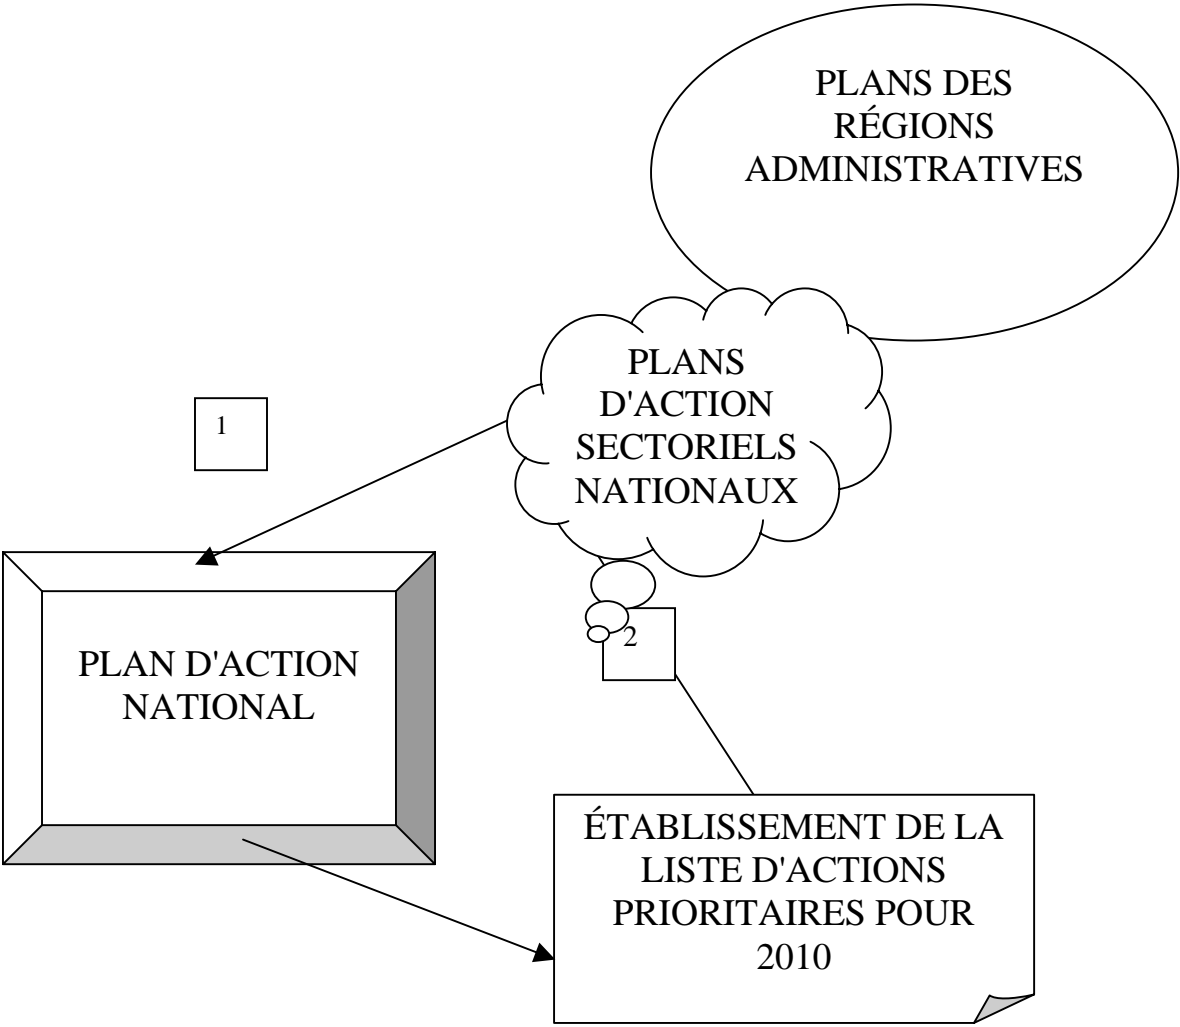 PLANS DES
RÉGIONS
ADMINISTRATIVES
PLANS
D'ACTION
SECTORIELS
NATIONAUX
1
2
PLAN D'ACTION
NATIONAL
ÉTABLISSEMENT DE LA
LISTE D'ACTIONS
PRIORITAIRES POUR
2010